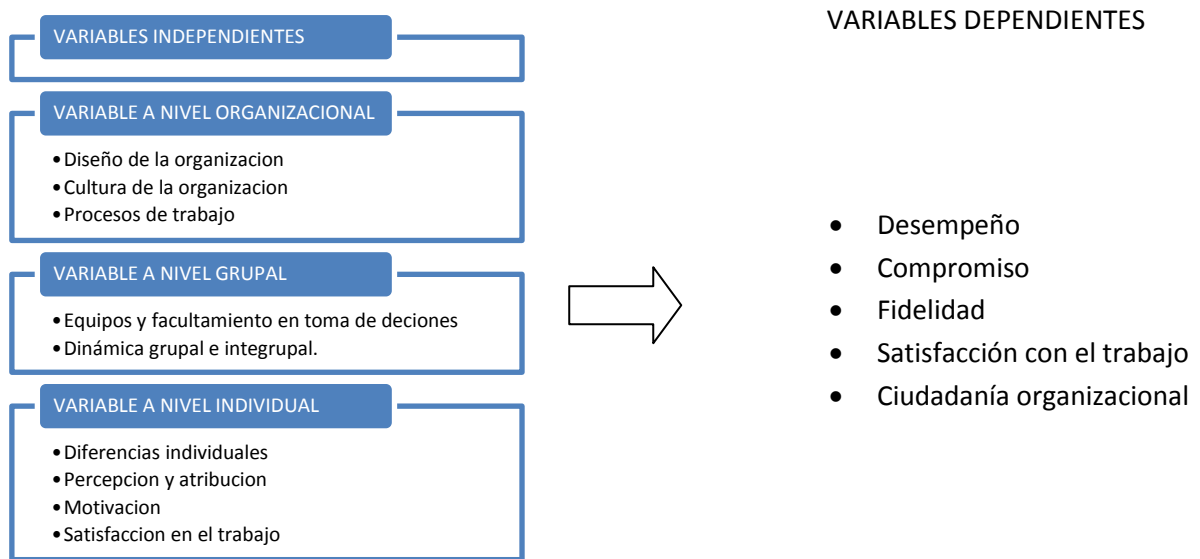 VARIABLES INDEPENDIENTES
VARIABLE A NIVEL ORGANIZACIONAL
•Diseño de la organizacion
•Cultura de la organizacion
•Procesos de trabajo
VARIABLE A NIVEL GRUPAL
•Equipos y facultamiento en toma de deciones
•Dinámica grupal e integrupal.
VARIABLE A NIVEL INDIVIDUAL
•Diferencias individuales
•Percepcion y atribucion
•Motivacion
•Satisfaccion en el trabajo
VARIABLES DEPENDIENTES
• Desempeño
• Compromiso
• Fidelidad
• Satisfacción con el trabajo
• Ciudadanía organizacional